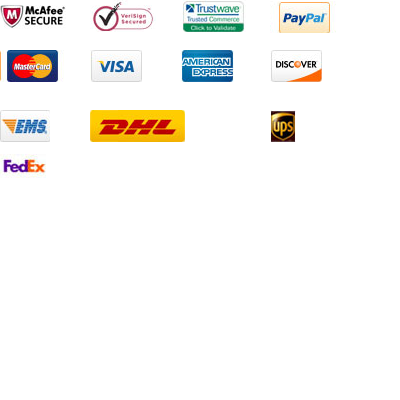 McAfee®
SECURE
VeriSign
Secured
Trustwave®
Trusted Commerce
Click to Validate
PayPal
MasterCard
VISA
AMERICAN
EXPRESS
DISCOVER
EMS
DHL
ups
FedEx